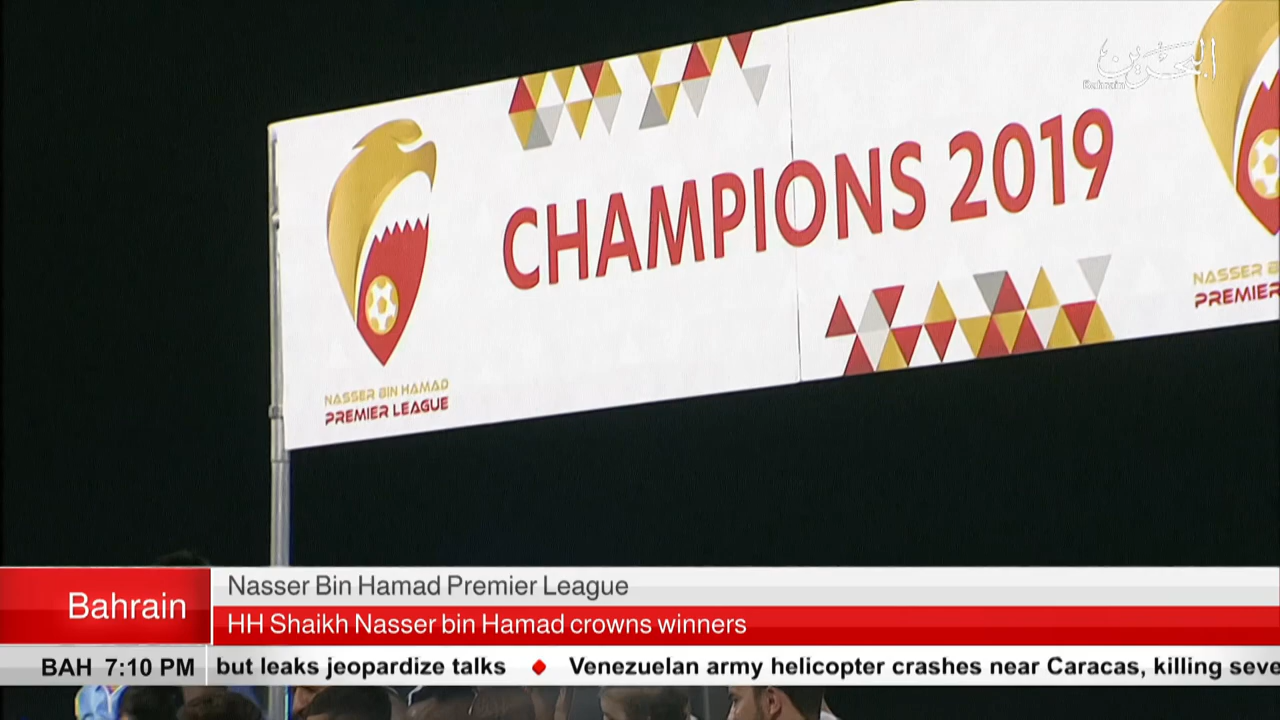 البحرين
Bahrain
CHAMPIONS 2019
NASSER BIN HAMAD
PREMIER LEAGUE
NASSER
PREMIER
Bahrain
Nasser Bin Hamad Premier League
HH Shaikh Nasser bin Hamad crowns winners
BAH 7:10 PM
but leaks jeopardize talks
Venezuelan army helicopter crashes near Caracas, killing seve